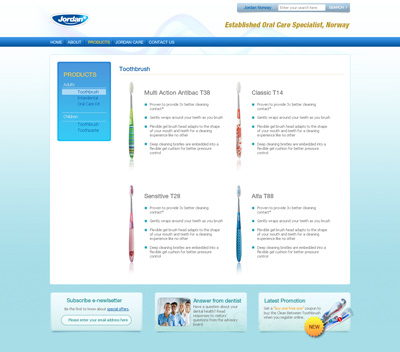 Jordan
Jordan Norway
Enter your search here
SEARCH
Established Oral Care Specialist, Norway
HOME
ABOUT
PRODUCTS
JORDAN CARE
CONTACT US
PRODUCTS
Adults
Toothbrush
Interdental
Oral Care Kit
Children
Toothbrush
Toothpaste
Toothbrush
Multi Action Antibac T38
Proven to provide 3x better cleaning
contact*
Gently wraps around your teeth as you brush
Flexible gel brush head adapts to the shape
of your mouth and teeth for a cleaning
experience like no other
Deep cleaning bristles are embedded into a
flexible gel cushion for better pressure
control
Classic T14
Proven to provide 3x better cleaning
contact*
Gently wraps around your teeth as you brush
Flexible gel brush head adapts to the shape
of your mouth and teeth for a cleaning
experience like no other
Deep cleaning bristles are embedded into a
flexible gel cushion for better pressure
control
Sensitive T28
Proven to provide 3x better cleaning
contact*
Gently wraps around your teeth as you brush
Flexible gel brush head adapts to the shape
of your mouth and teeth for a cleaning
experience like no other
Deep cleaning bristles are embedded into a
flexible gel cushion for better pressure
control
Alfa T88
Proven to provide 3x better cleaning
contact*
Gently wraps around your teeth as you brush
Flexible gel brush head adapts to the shape
of your mouth and teeth for a cleaning
experience like no other
Deep cleaning bristles are embedded into a
flexible gel cushion for better pressure
control
Subscribe e-newsletter
Be the first to know about special offers.
Please enter your email address here
Answer from dentist
Have a question about your
dental health? Read
responses to visitors'
questions from the advisory
board.
Latest Promotion
Get a "buy one free one" coupon to
buy the Clean Between Toothbrush
when you register online.
NEW